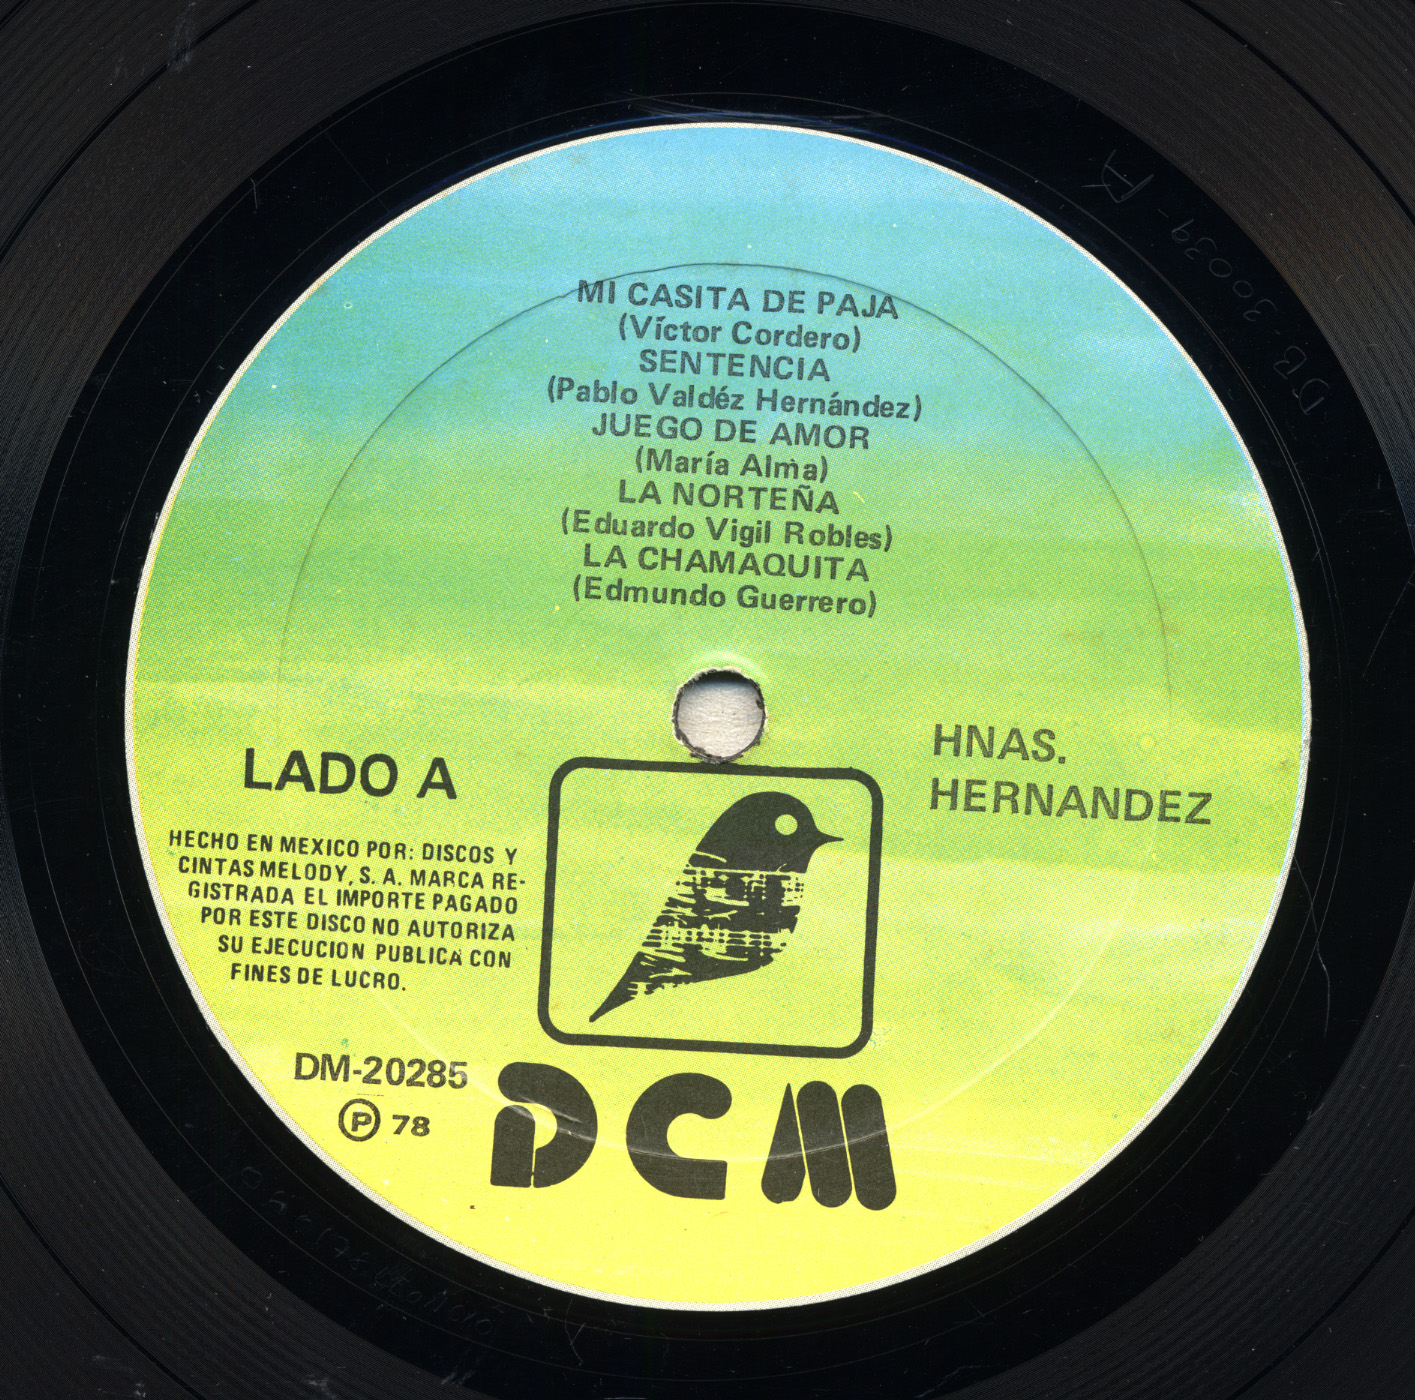 MI CASITA DE PAJA
(Víctor Cordero)
SENTENCIA
(Pablo Valdéz Hernández)
JUEGO DE AMOR
(María Alma)
LA NORTEÑA
(Eduardo Vigil Robles)
LA CHAMAQUITA
(Edmundo Guerrero)
LADO A
HNAS.
HERNANDEZ
HECHO EN MEXICO POR: DISCOS Y
CINTAS MELODY, S. A. MARCA RE-
GISTRADA EL IMPORTE PAGADO
POR ESTE DISCO NO AUTORIZA
SU EJECUCION PUBLICA CON
FINES DE LUCRO.
DM-20285
Ⓟ 78
DCM
DB-30039-A